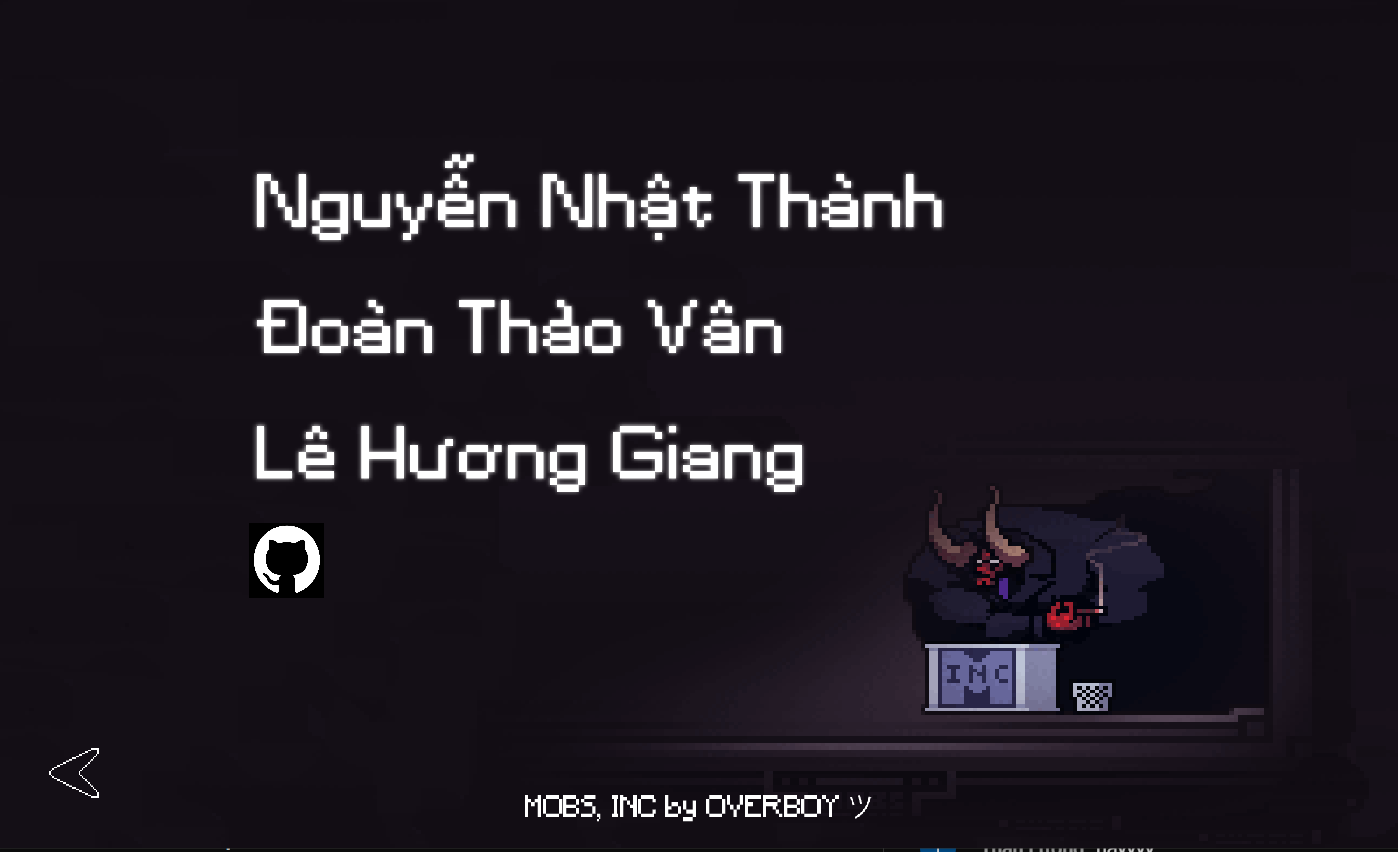 Nguyễn Nhật Thành
Đoàn Thảo Vân
Lê Hương Giang
INC
MOBS, INC by OVERBOY ツ